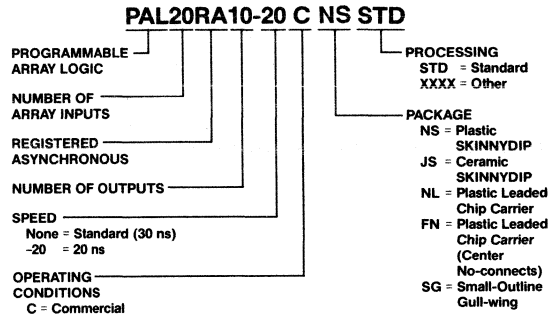 PAL20RA10-20 C NS STD
PROGRAMMABLE
ARRAY LOGIC
NUMBER OF
ARRAY INPUTS
REGISTERED
ASYNCHRONOUS
NUMBER OF OUTPUTS
SPEED
None = Standard (30 ns)
–20 = 20 ns
OPERATING
CONDITIONS
C = Commercial
PROCESSING
STD = Standard
XXXX = Other
PACKAGE
NS = Plastic
SKINNYDIP
JS = Ceramic
SKINNYDIP
NL = Plastic Leaded
Chip Carrier
FN = Plastic Leaded
Chip Carrier
(Center
No-connects)
SG = Small-Outline
Gull-wing